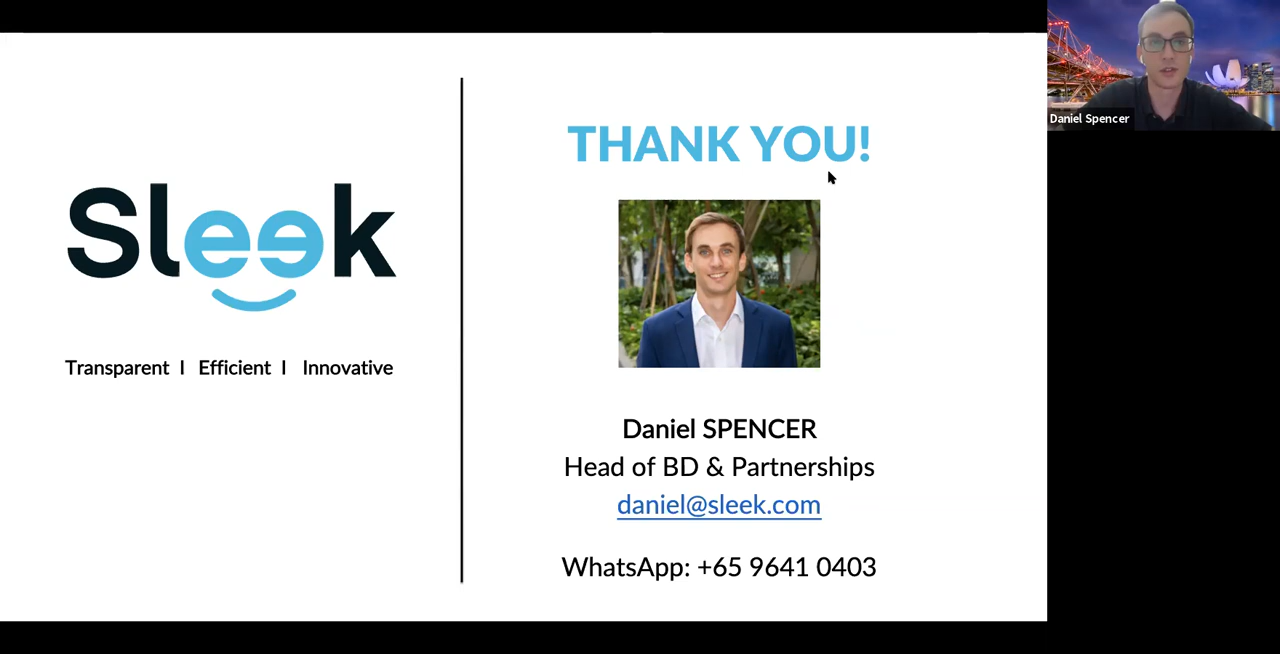 Sleek
Transparent I Efficient I Innovative
THANK YOU!
Daniel SPENCER
Head of BD & Partnerships
daniel@sleek.com
WhatsApp: +65 9641 0403
Daniel Spencer